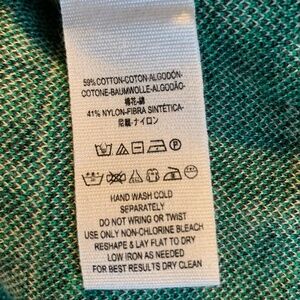 59% COTTON-COTON-ALGODÓN-
COTONE-BAUMWOLLE-ALGODÃO-
棉花-綿
41% NYLON-FIBRA SINTÉTICA-
尼龍-ナイロン
HAND WASH COLD
SEPARATELY
DO NOT WRING OR TWIST
USE ONLY NON-CHLORINE BLEACH
RESHAPE & LAY FLAT TO DRY
LOW IRON AS NEEDED
FOR BEST RESULTS DRY CLEAN